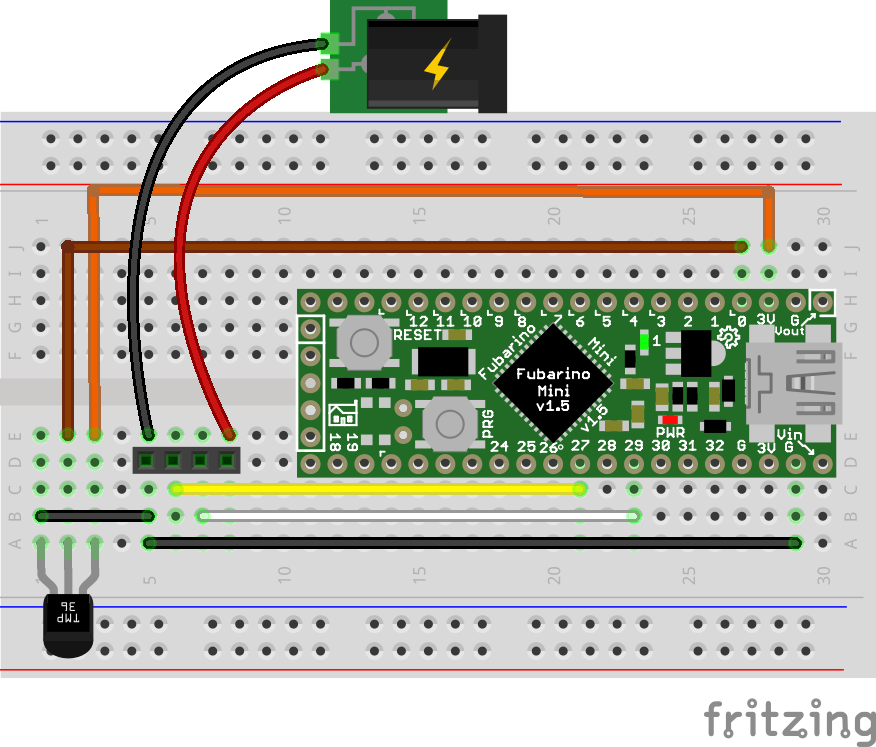 1 5 10 15 20 25 30
J J
I I
H H
G G
F F
12 11 10 9 8 7 6 5 4 3 2 1 0 3V G
Vout
RESET
1
Fubarino Mini
Fubarino
Mini
v1.5
v1.5
PRG
PWR
18 19
Vin
24 25 26 27 28 29 30 31 32 G 3V G
E E
D D
C C
B B
A A
1 5 10 15 20 25 30
TMP
36
fritzing